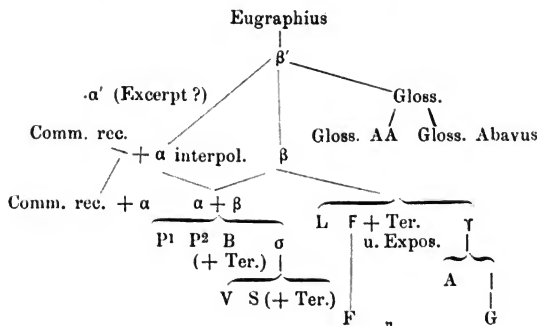 Eugraphius
β'
α' (Excerpt ?)
Gloss.
Comm. rec.
Gloss. AA Gloss. Abavus
+ α interpol. β
Comm. rec. + α α + β
L F + Ter. γ
u. Expos.
P¹ P² B σ
(+ Ter.)
A
V S (+ Ter.)
F n G